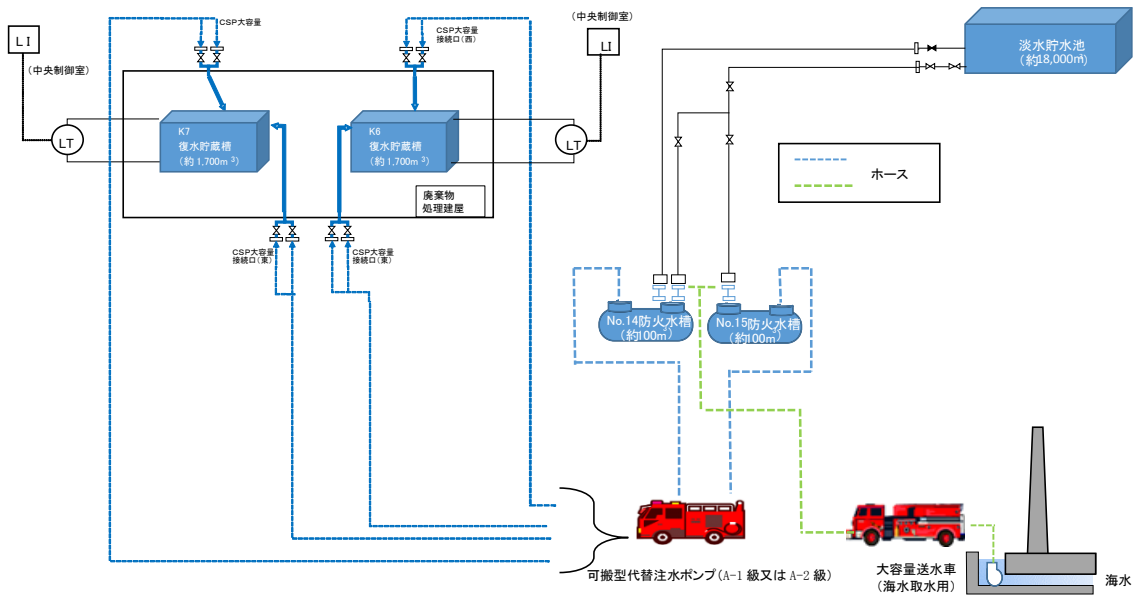 CSP大容量
CSP大容量
接続口(西)
(中央制御室)
LI
(中央制御室)
LI
淡水貯水池
(約18,000m³)
LT
K7
復水貯蔵槽
(約 1,700m³)
K6
復水貯蔵槽
(約 1,700m³)
LT
ホース
廃棄物
処理建屋
CSP大容量
接続口(東)
CSP大容量
接続口(東)
No.14防火水槽
(約100m³)
No.15防火水槽
(約100m³)
可搬型代替注水ポンプ(A-1 級又は A-2 級)
大容量送水車
(海水取水用)
海水